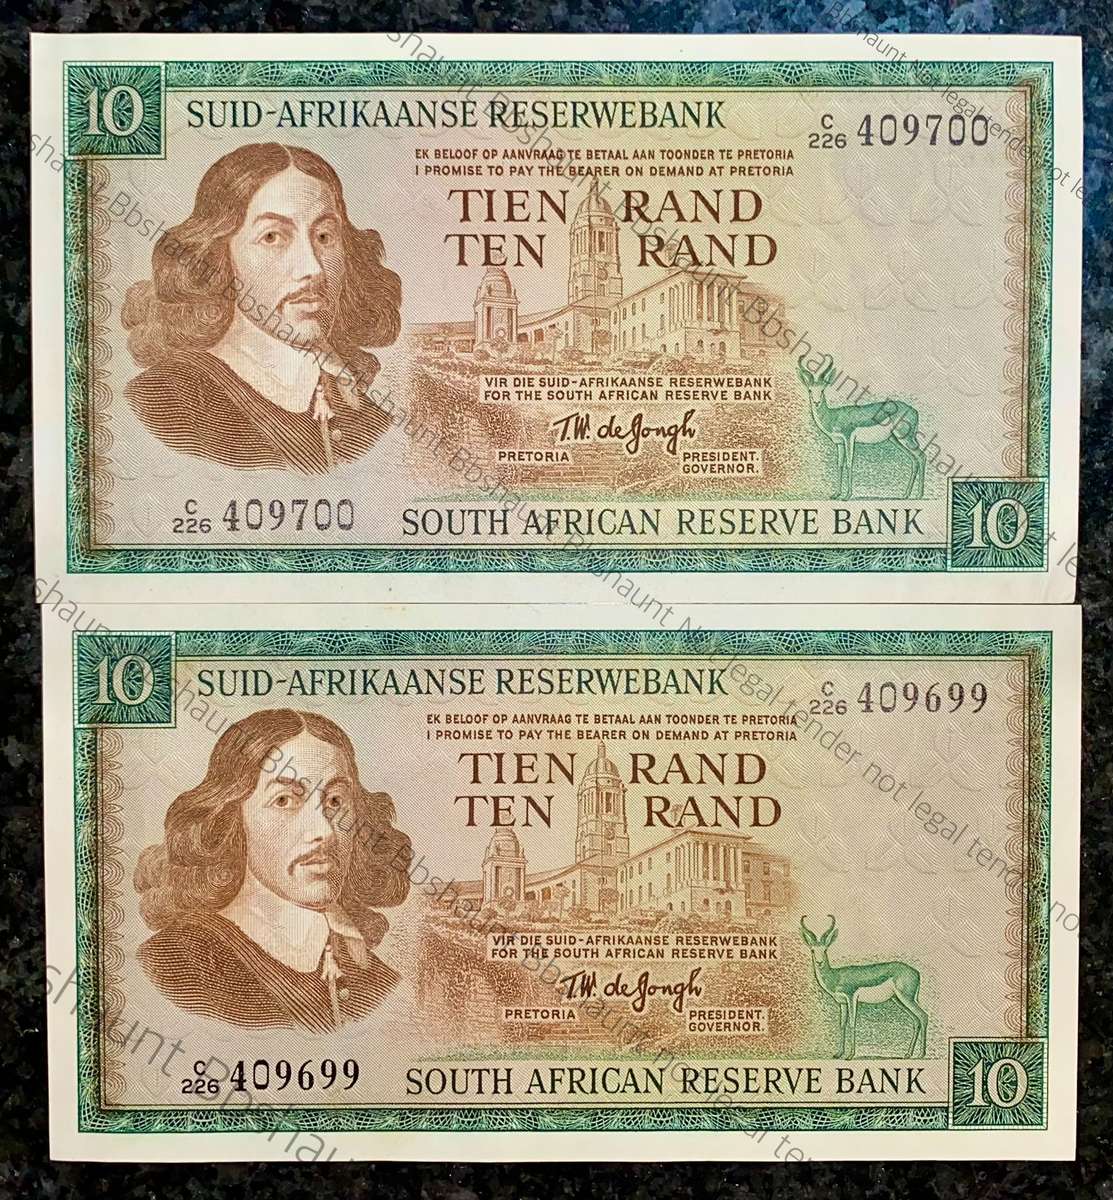 10
SUID-AFRIKAANSE RESERWEBANK
C/226 409700
EK BELOOF OP AANVRAAG TE BETAAL AAN TOONDER TE PRETORIA
I PROMISE TO PAY THE BEARER ON DEMAND AT PRETORIA
TIEN RAND
TEN RAND
VIR DIE SUID-AFRIKAANSE RESERWEBANK
FOR THE SOUTH AFRICAN RESERVE BANK
T.W. de Jongh
PRETORIA PRESIDENT.
GOVERNOR.
C/226 409700
SOUTH AFRICAN RESERVE BANK
10
10
SUID-AFRIKAANSE RESERWEBANK
C/226 409699
EK BELOOF OP AANVRAAG TE BETAAL AAN TOONDER TE PRETORIA
I PROMISE TO PAY THE BEARER ON DEMAND AT PRETORIA
TIEN RAND
TEN RAND
VIR DIE SUID-AFRIKAANSE RESERWEBANK
FOR THE SOUTH AFRICAN RESERVE BANK
T.W. de Jongh
PRETORIA PRESIDENT.
GOVERNOR.
C/226 409699
SOUTH AFRICAN RESERVE BANK
10
Bbshaunt Not legal tender not legal tender